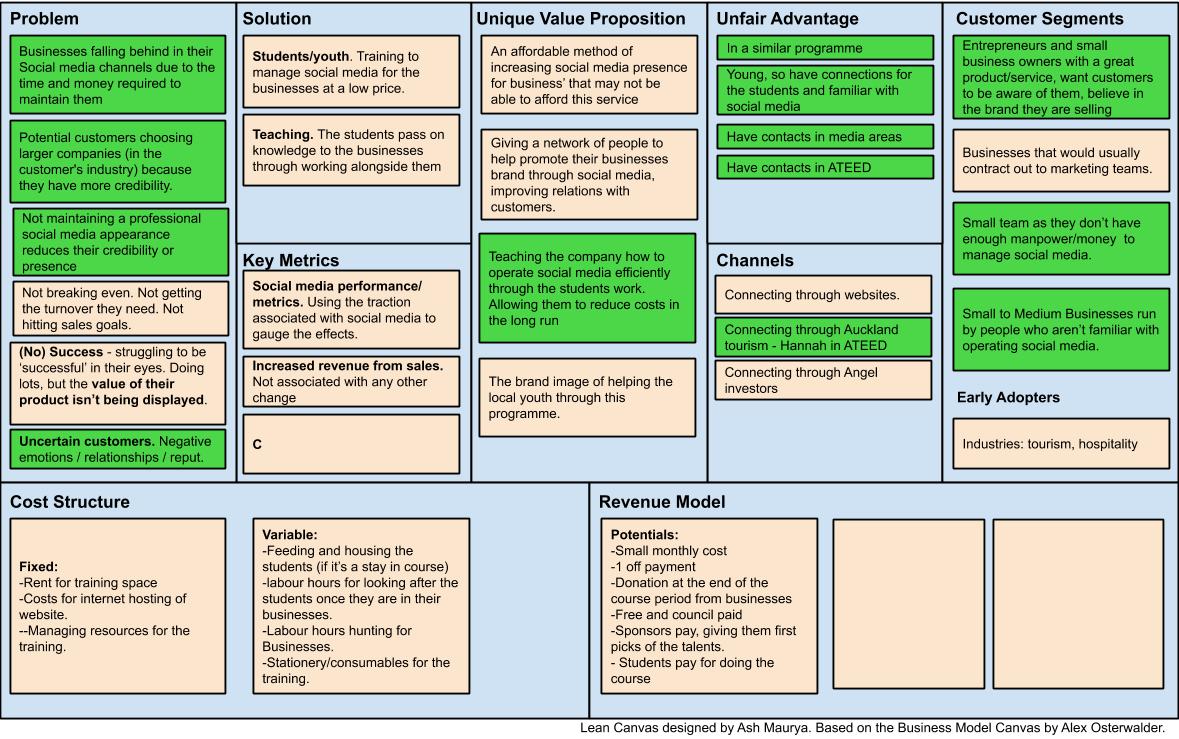 Problem
Businesses falling behind in their
Social media channels due to the
time and money required to
maintain them
Potential customers choosing
larger companies (in the
customer's industry) because
they have more credibility.
Not maintaining a professional
social media appearance
reduces their credibility or
presence
Not breaking even. Not getting
the turnover they need. Not
hitting sales goals.
(No) Success - struggling to be
'successful' in their eyes. Doing
lots, but the value of their
product isn't being displayed.
Uncertain customers. Negative
emotions / relationships / reput.
Solution
Students/youth. Training to
manage social media for the
businesses at a low price.
Teaching. The students pass on
knowledge to the businesses
through working alongside them
Key Metrics
Social media performance/
metrics. Using the traction
associated with social media to
gauge the effects.
Increased revenue from sales.
Not associated with any other
change
C
Unique Value Proposition
An affordable method of
increasing social media presence
for business' that may not be
able to afford this service
Giving a network of people to
help promote their businesses
brand through social media,
improving relations with
customers.
Teaching the company how to
operate social media efficiently
through the students work.
Allowing them to reduce costs in
the long run
The brand image of helping the
local youth through this
programme.
Unfair Advantage
In a similar programme
Young, so have connections for
the students and familiar with
social media
Have contacts in media areas
Have contacts in ATEED
Channels
Connecting through websites.
Connecting through Auckland
tourism - Hannah in ATEED
Connecting through Angel
investors
Customer Segments
Entrepreneurs and small
business owners with a great
product/service, want customers
to be aware of them, believe in
the brand they are selling
Businesses that would usually
contract out to marketing teams.
Small team as they don't have
enough manpower/money to
manage social media.
Small to Medium Businesses run
by people who aren't familiar with
operating social media.
Early Adopters
Industries: tourism, hospitality
Cost Structure
Fixed:
-Rent for training space
-Costs for internet hosting of
website.
--Managing resources for the
training.
Variable:
-Feeding and housing the
students (if it's a stay in course)
-labour hours for looking after the
students once they are in their
businesses.
-Labour hours hunting for
Businesses.
-Stationery/consumables for the
training.
Revenue Model
Potentials:
-Small monthly cost
-1 off payment
-Donation at the end of the
course period from businesses
-Free and council paid
-Sponsors pay, giving them first
picks of the talents.
- Students pay for doing the
course
Lean Canvas designed by Ash Maurya. Based on the Business Model Canvas by Alex Osterwalder.